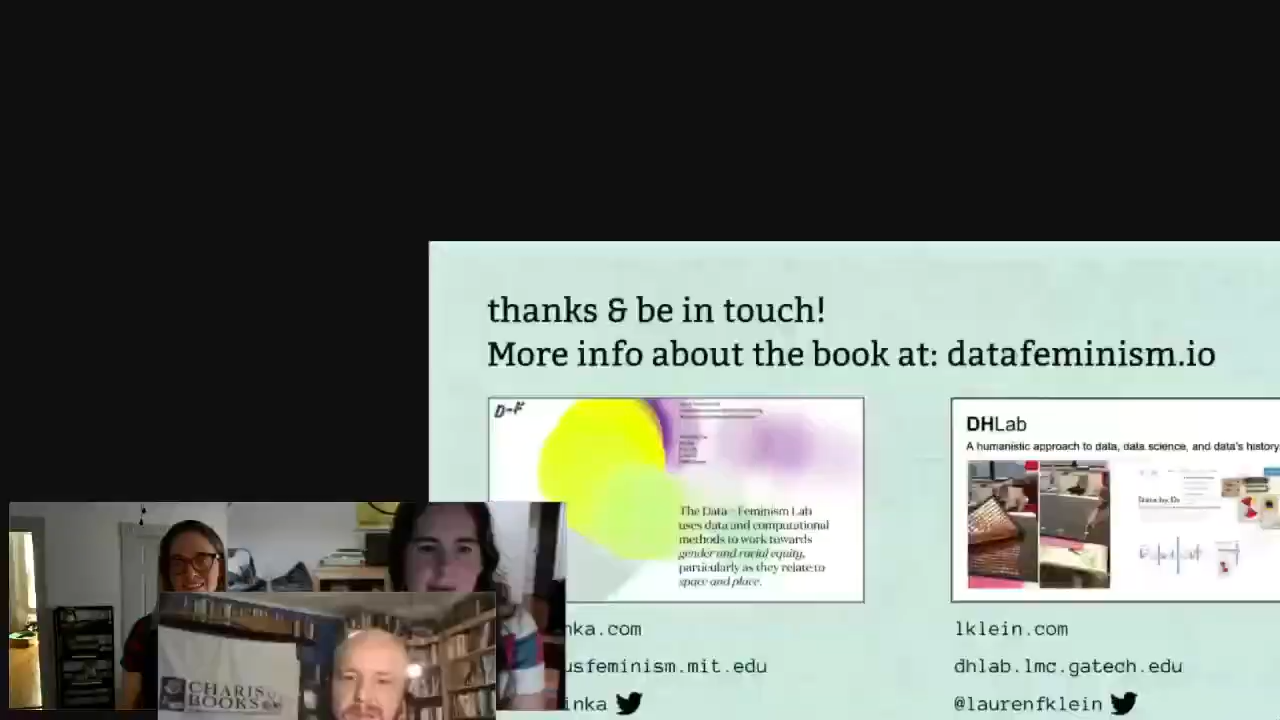 thanks & be in touch!
More info about the book at: datafeminism.io
D-F
The Data + Feminism Lab
uses data and computational
methods to work towards
gender and racial equity,
particularly as they relate to
space and place.
DHLab
A humanistic approach to data, data science, and data's history
nka.com
usfeminism.mit.edu
inka
lklein.com
dhlab.lmc.gatech.edu
@laurenfklein
CHARIS
BOOKS